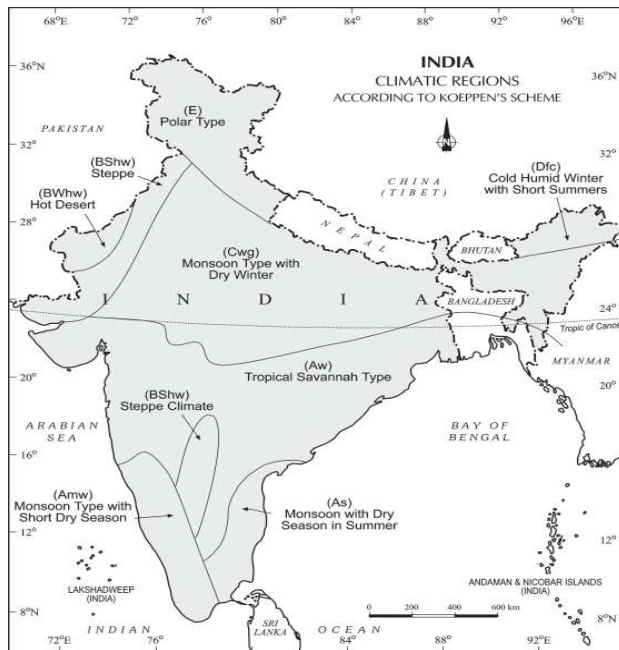 68°E 72° 76° 80° 84° 88° 92° 96°E
INDIA
CLIMATIC REGIONS
ACCORDING TO KOEPPEN'S SCHEME
36°N
36°N
(E)
Polar Type
PAKISTAN
N
32°
32°
(BShw)
Steppe
(BWhw)
Hot Desert
CHINA
(TIBET)
(Dfc)
Cold Humid Winter
with Short Summers
28°
28°
NEPAL
BHUTAN
(Cwg)
Monsoon Type with
Dry Winter
I N D I A
BANGLADESH
24°
24°
Tropic of Cancer
MYANMAR
(Aw)
Tropical Savannah Type
20°
20°
(BShw)
Steppe Climate
ARABIAN
SEA
BAY OF
BENGAL
16°
16°
(Amw)
Monsoon Type with
Short Dry Season
(As)
Monsoon with Dry
Season in Summer
12°
12°
LAKSHADWEEP
(INDIA)
ANDAMAN & NICOBAR ISLANDS
(INDIA)
8°N
8°N
0 200 400 600 km
SRI
LANKA
INDIAN OCEAN
72°E 76° 80° 84° 88° 92°E